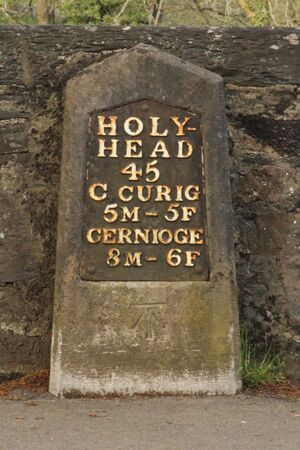 HOLY-
HEAD
45
C CURIG
5M-5F
CERNIOGE
8M-6F